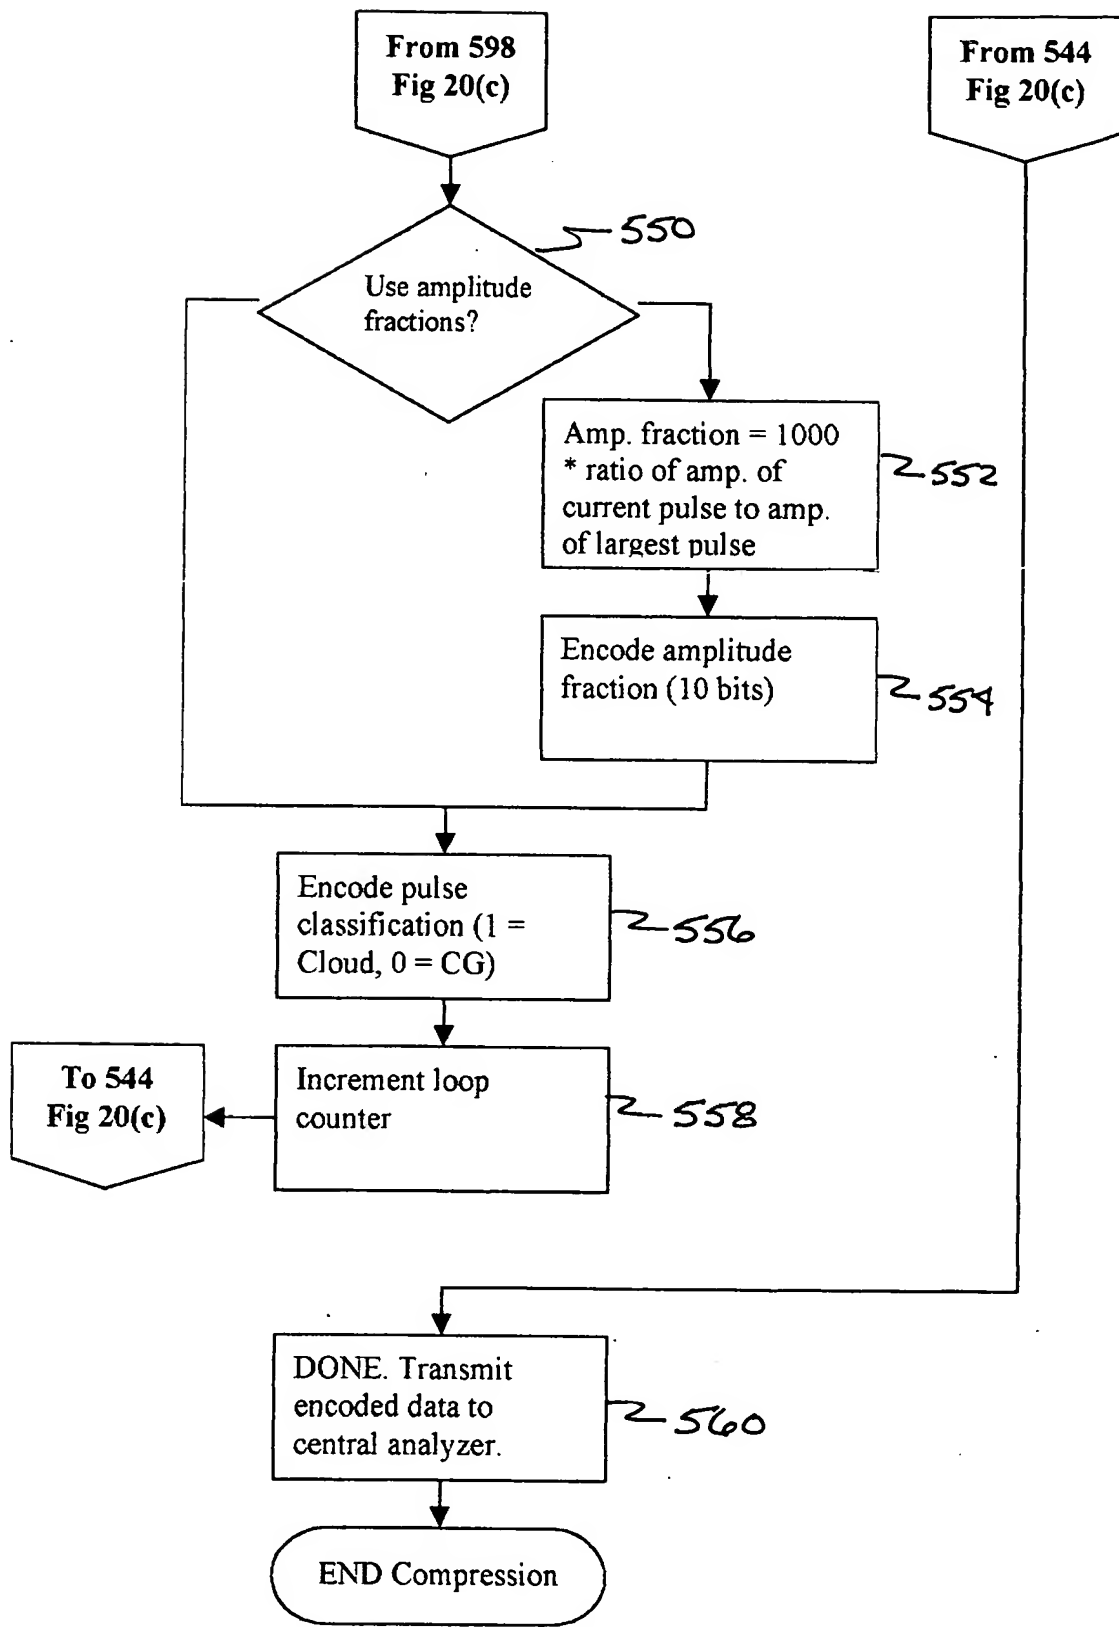 From 598
Fig 20(c)
From 544
Fig 20(c)
550
Use amplitude
fractions?
Amp. fraction = 1000
* ratio of amp. of
current pulse to amp.
of largest pulse
552
Encode amplitude
fraction (10 bits)
554
Encode pulse
classification (1 =
Cloud, 0 = CG)
556
To 544
Fig 20(c)
Increment loop
counter
558
DONE. Transmit
encoded data to
central analyzer.
560
END Compression